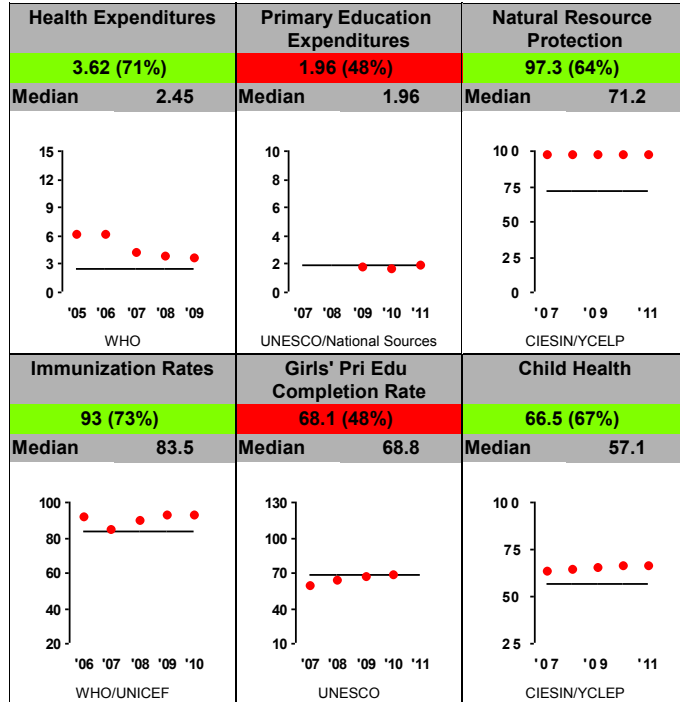 Health Expenditures
3.62 (71%)
Median 2.45
15
12
9
6
3
0
'05 '06 '07 '08 '09
WHO
Primary Education
Expenditures
1.96 (48%)
Median 1.96
10
8
6
4
2
0
'07 '08 '09 '10 '11
UNESCO/National Sources
Natural Resource
Protection
97.3 (64%)
Median 71.2
100
75
50
25
0
'07 '09 '11
CIESIN/YCELP
Immunization Rates
93 (73%)
Median 83.5
100
80
60
40
20
'06 '07 '08 '09 '10
WHO/UNICEF
Girls' Pri Edu
Completion Rate
68.1 (48%)
Median 68.8
130
100
70
40
10
'07 '08 '09 '10 '11
UNESCO
Child Health
66.5 (67%)
Median 57.1
100
75
50
25
'07 '09 '11
CIESIN/YCLEP